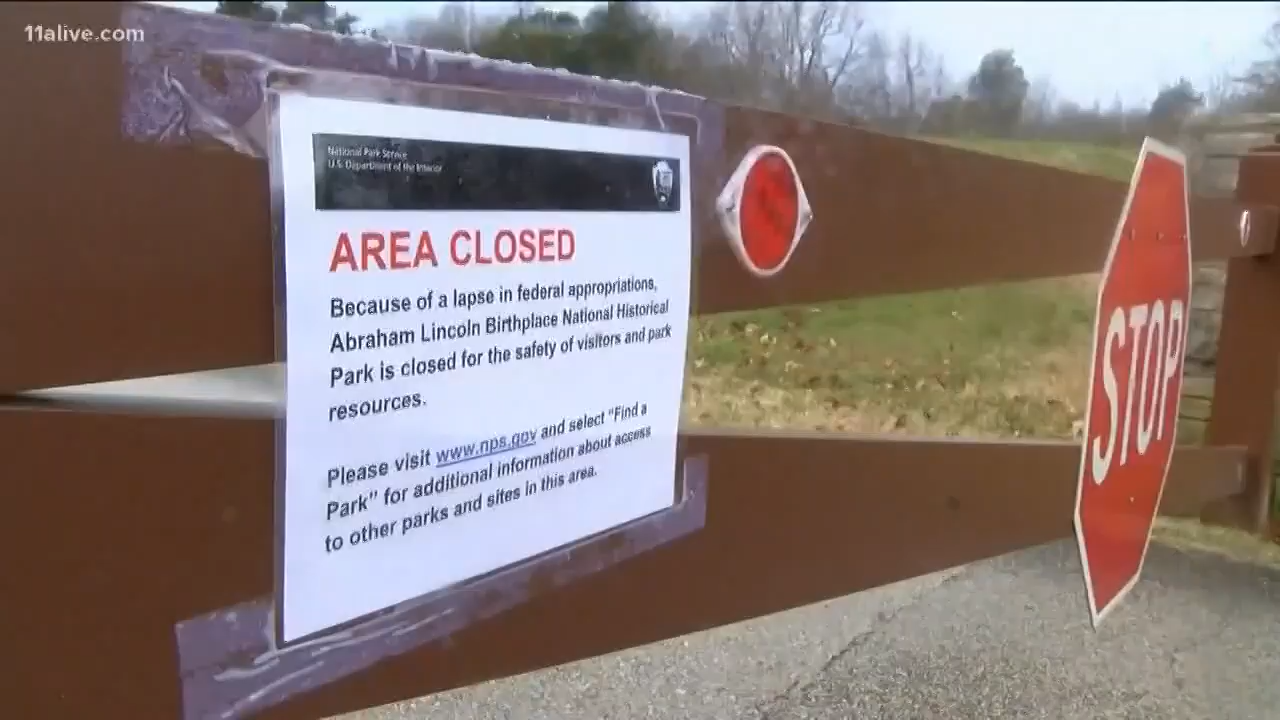 11alive.com
National Park Service
U.S. Department of the Interior
AREA CLOSED
Because of a lapse in federal appropriations,
Abraham Lincoln Birthplace National Historical
Park is closed for the safety of visitors and park
resources.
Please visit www.nps.gov and select "Find a
Park" for additional information about access
to other parks and sites in this area.
STOP